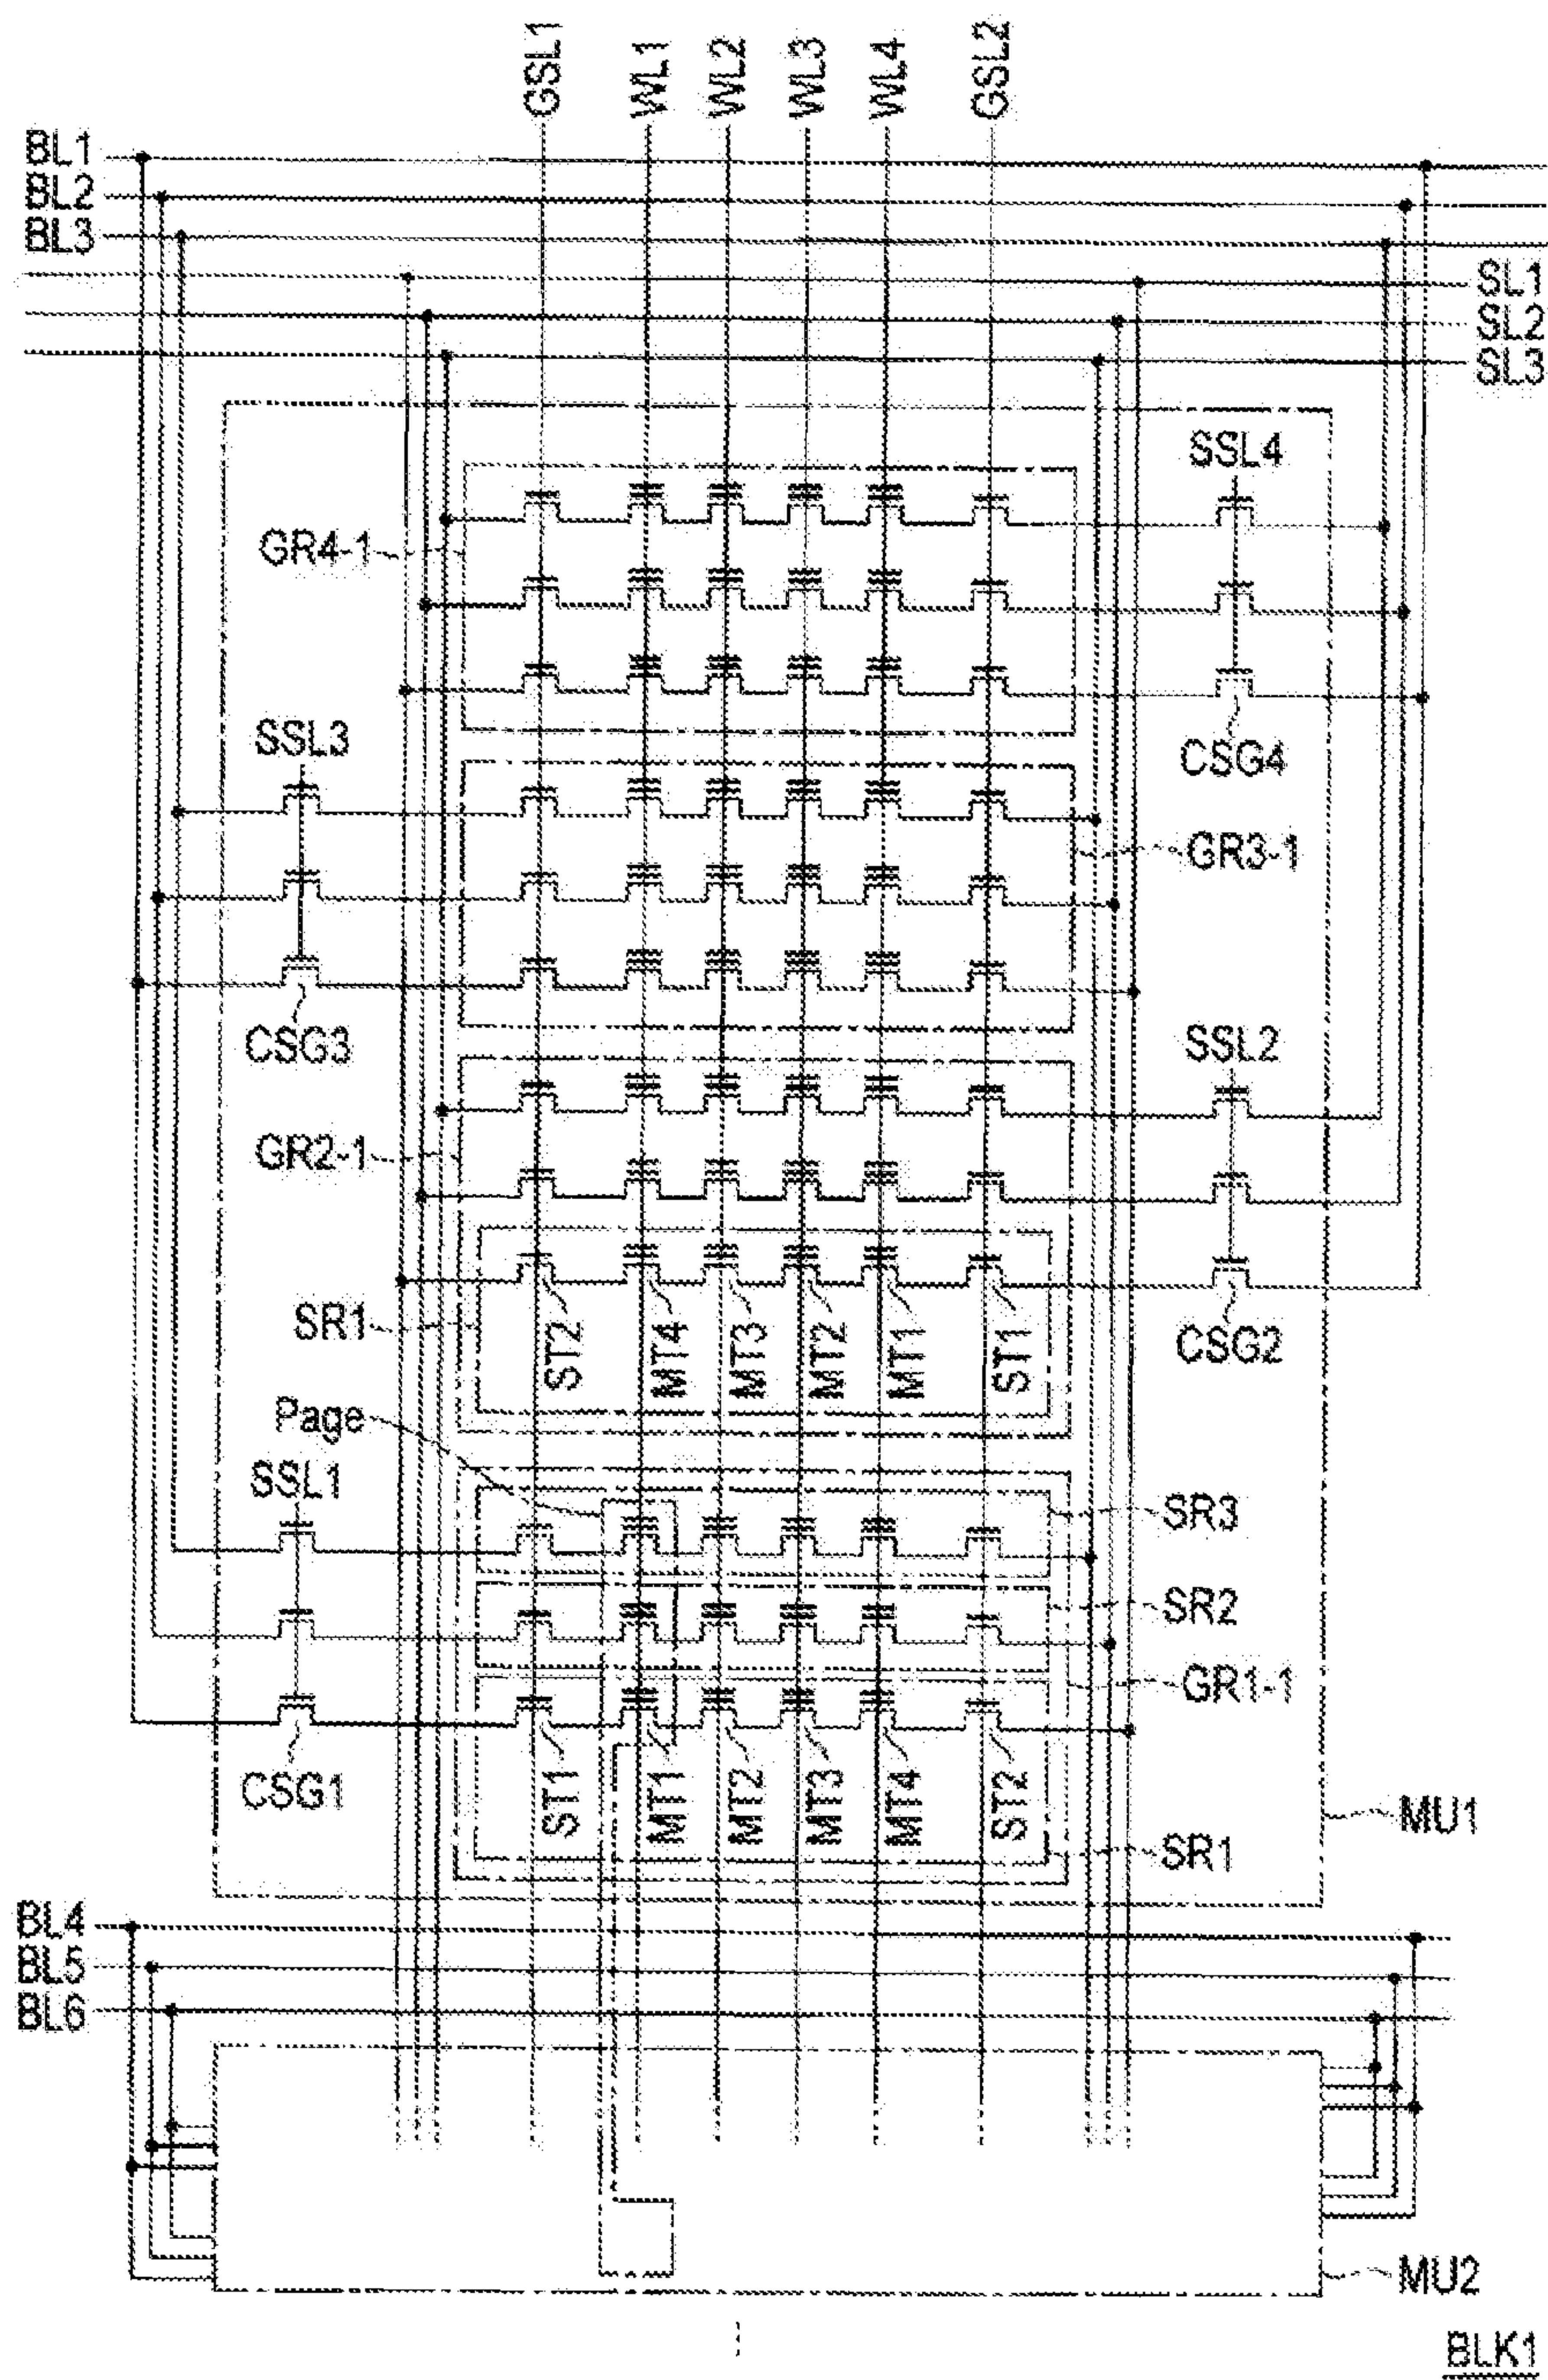 GSL1
WL1
WL2
WL3
WL4
GSL2
BL1
BL2
BL3
SL1
SL2
SL3
SSL4
GR4-1
CSG4
SSL3
GR3-1
CSG3
SSL2
GR2-1
SR1
ST2
MT4
MT3
MT2
MT1
ST1
CSG2
Page
SSL1
SR3
SR2
GR1-1
CSG1
ST1
MT1
MT2
MT3
MT4
ST2
MU1
SR1
BL4
BL5
BL6
MU2
BLK1